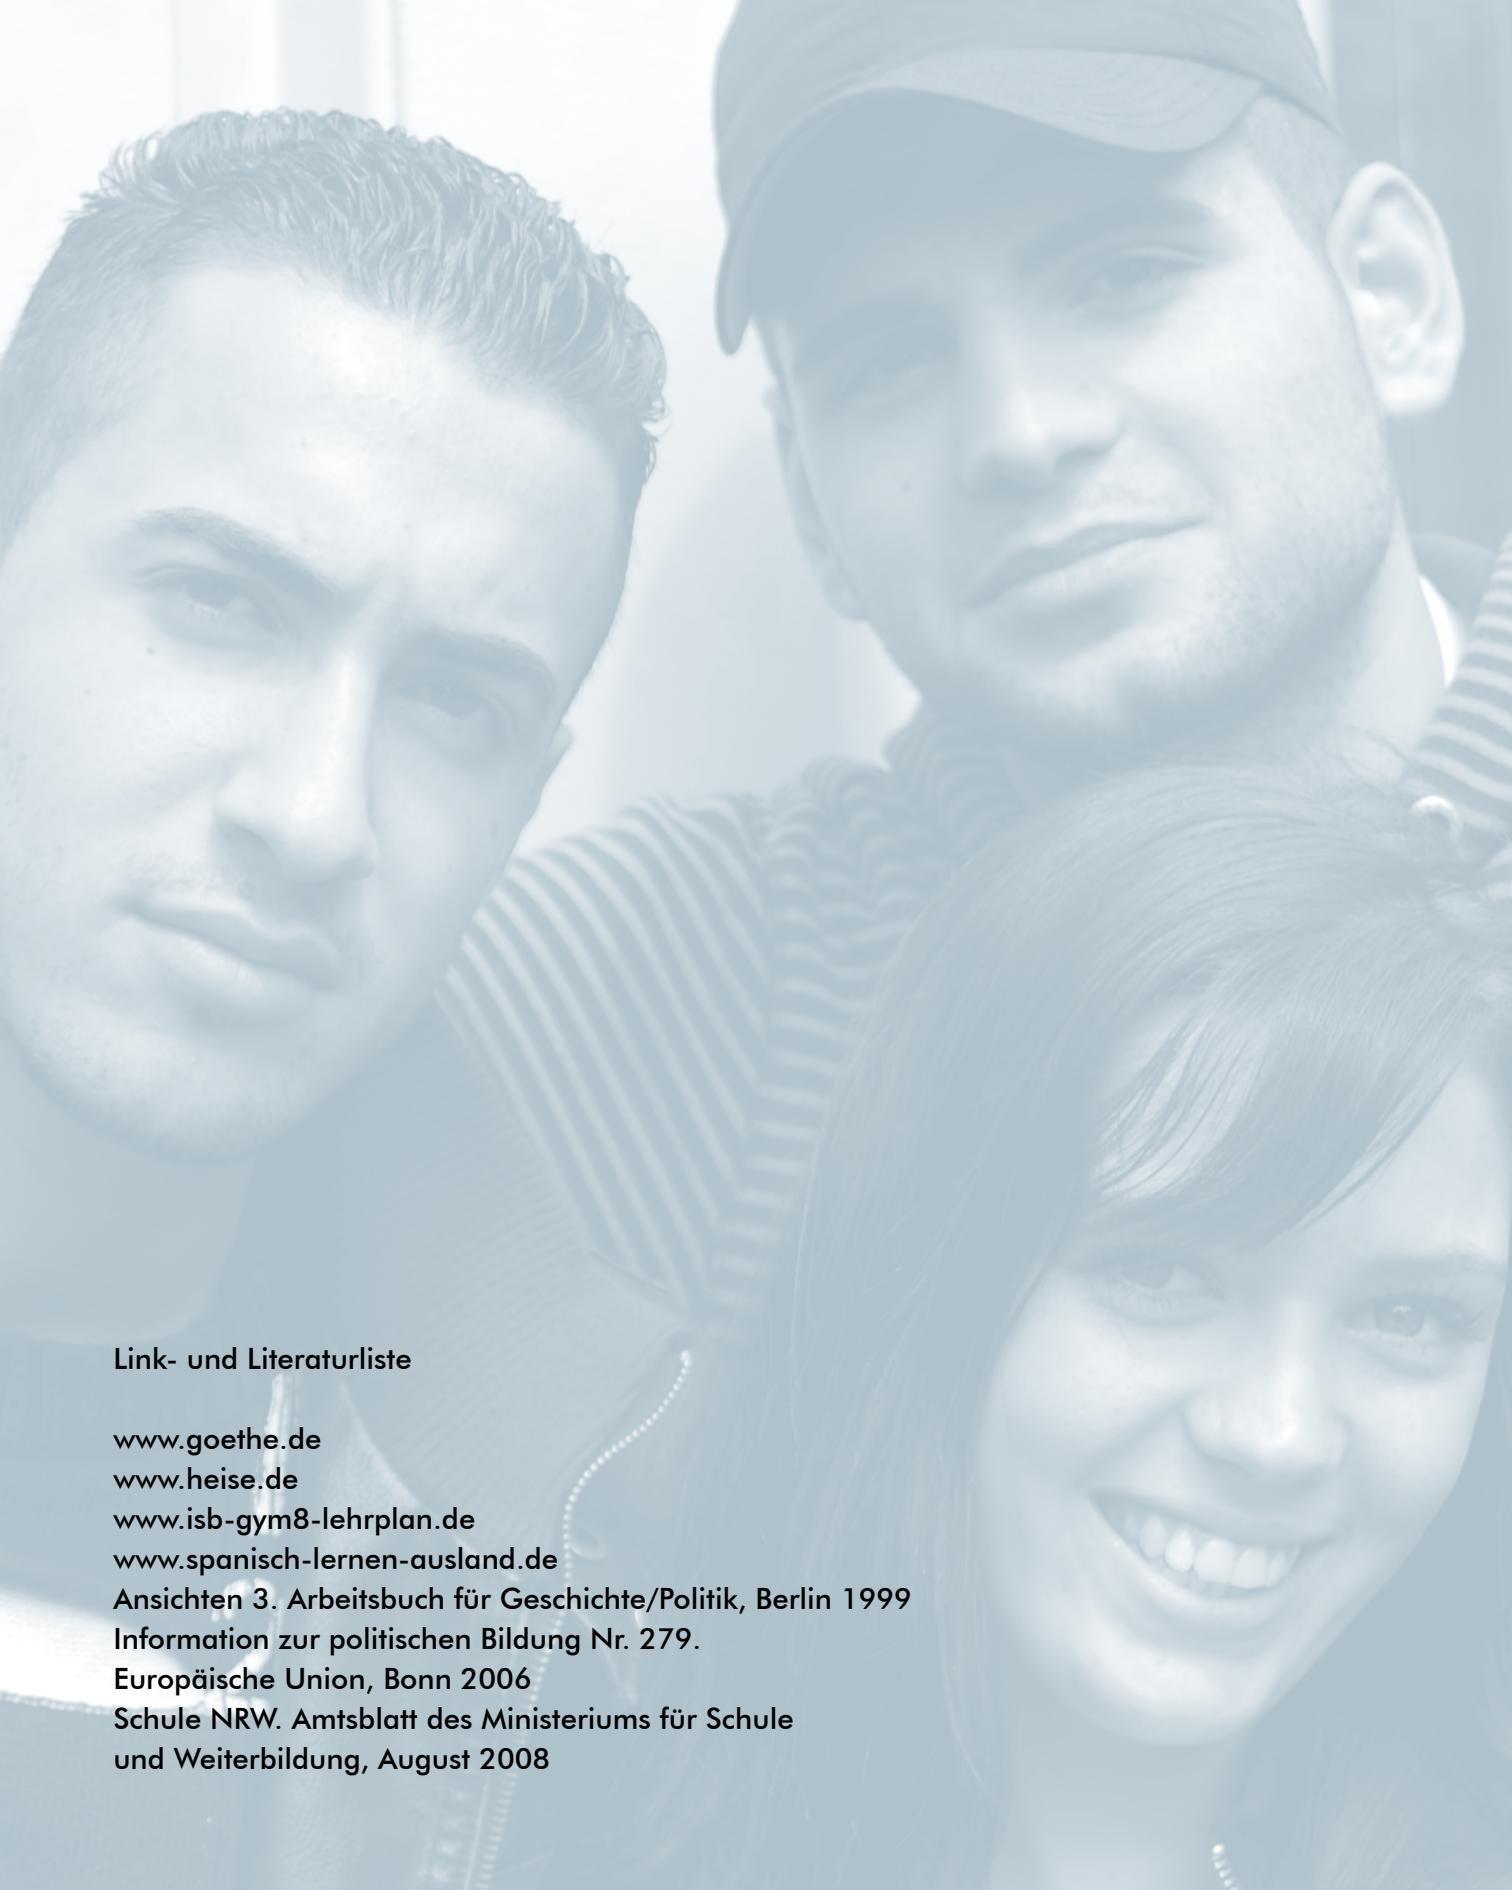 Link- und Literaturliste
www.goethe.de
www.heise.de
www.isb-gym8-lehrplan.de
www.spanisch-lernen-ausland.de
Ansichten 3. Arbeitsbuch für Geschichte/Politik, Berlin 1999
Information zur politischen Bildung Nr. 279.
Europäische Union, Bonn 2006
Schule NRW. Amtsblatt des Ministeriums für Schule
und Weiterbildung, August 2008